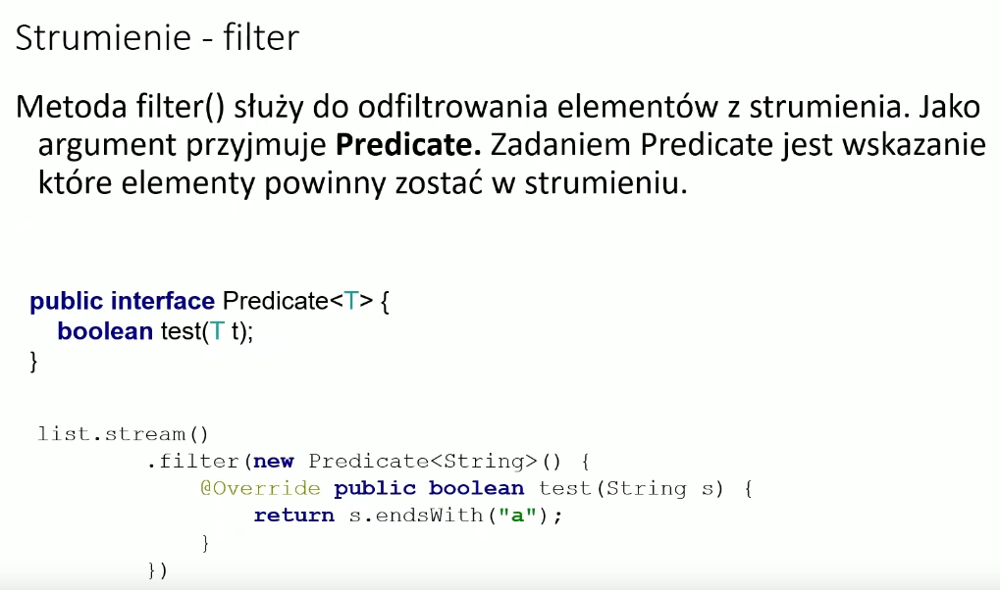 Strumienie - filter
Metoda filter() służy do odfiltrowania elementów z strumienia. Jako
argument przyjmuje Predicate. Zadaniem Predicate jest wskazanie
które elementy powinny zostać w strumieniu.
public interface Predicate<T> {
    boolean test(T t);
}
list.stream()
        .filter(new Predicate<String>() {
            @Override public boolean test(String s) {
                return s.endsWith("a");
            }
        })